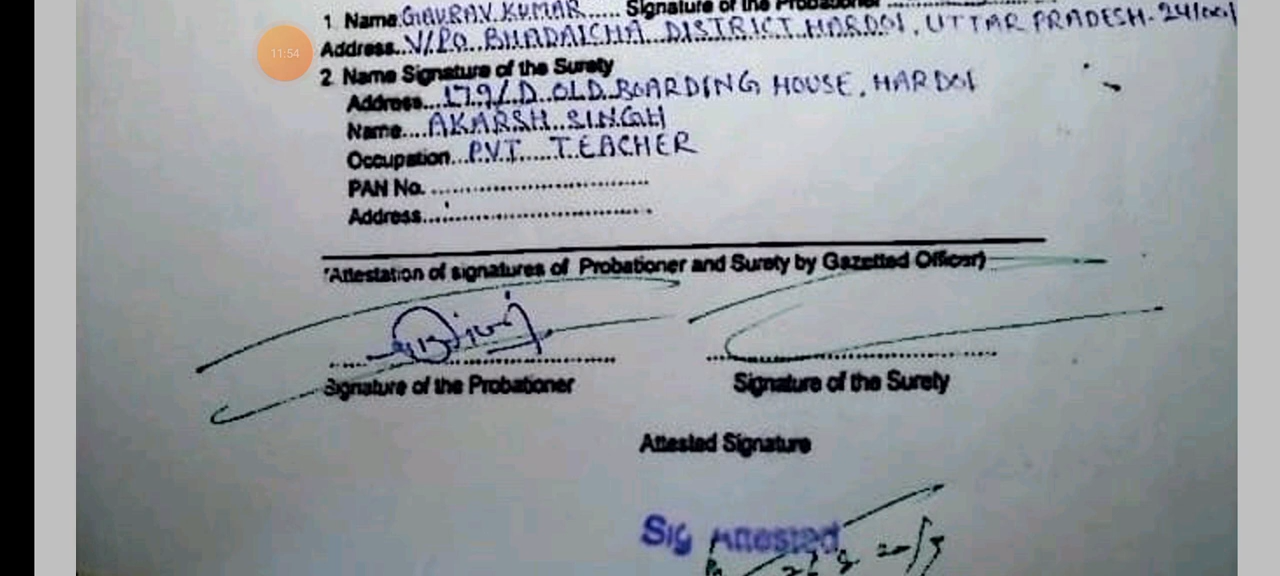 1 Name:GAURAV KUMAR...... Signature of the Probationer ................
Address..V/PO BHADAICHA DISTRICT HARDOI, UTTAR PRADESH-241001
11:54
2 Name Signature of the Surety
Address...179/D OLD BOARDING HOUSE, HARDOI
Name....AKARSH SINGH
Occupation...PVT TEACHER
PAN No. ................................
Address................................
(Attestation of signatures of Probationer and Surety by Gazetted Officer)
Signature of the Probationer Signature of the Surety
Attested Signature
Sig Attested